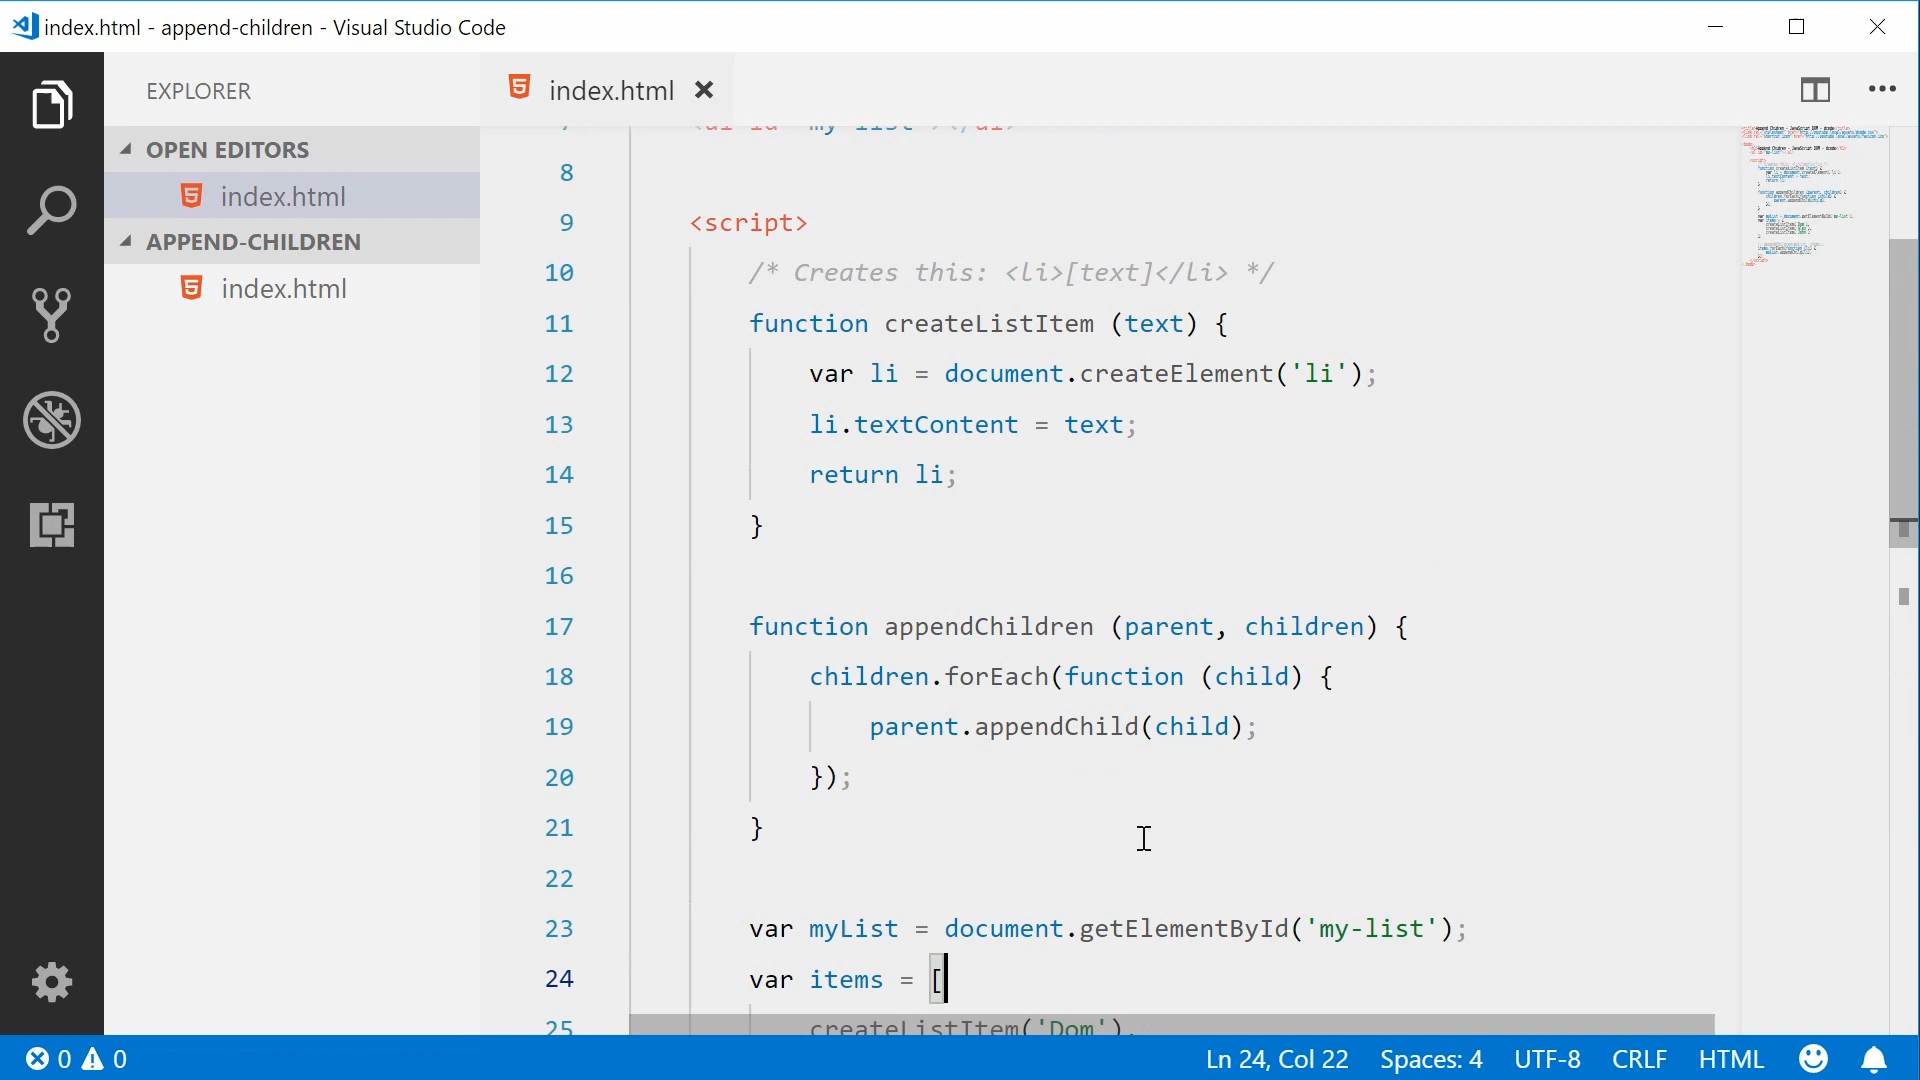 index.html - append-children - Visual Studio Code
EXPLORER
OPEN EDITORS
index.html
APPEND-CHILDREN
index.html
index.html
8
9 <script>
10 /* Creates this: <li>[text]</li> */
11 function createListItem (text) {
12 var li = document.createElement('li');
13 li.textContent = text;
14 return li;
15 }
16
17 function appendChildren (parent, children) {
18 children.forEach(function (child) {
19 parent.appendChild(child);
20 });
21 }
22
23 var myList = document.getElementById('my-list');
24 var items = [
25 createListItem('Dom'),
0 0
Ln 24, Col 22 Spaces: 4 UTF-8 CRLF HTML